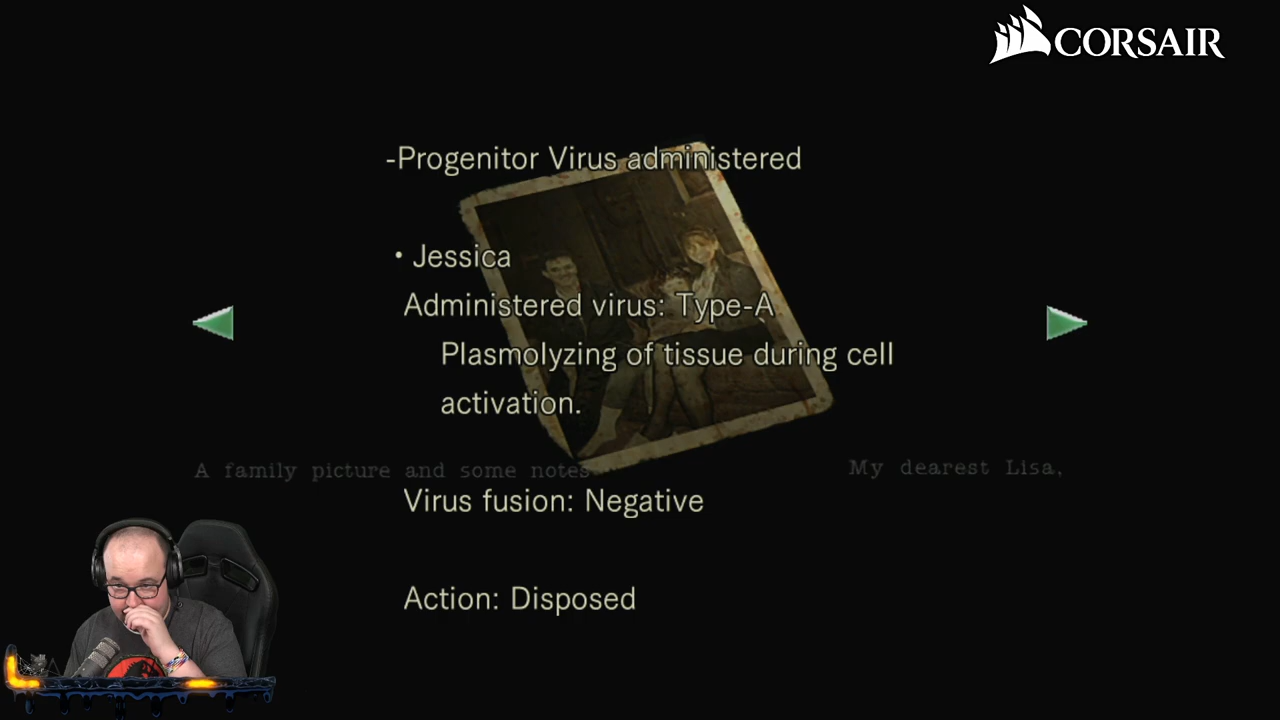 CORSAIR
-Progenitor Virus administered
• Jessica
Administered virus: Type-A
Plasmolyzing of tissue during cell
activation.
A family picture and some notes
My dearest Lisa,
Virus fusion: Negative
Action: Disposed